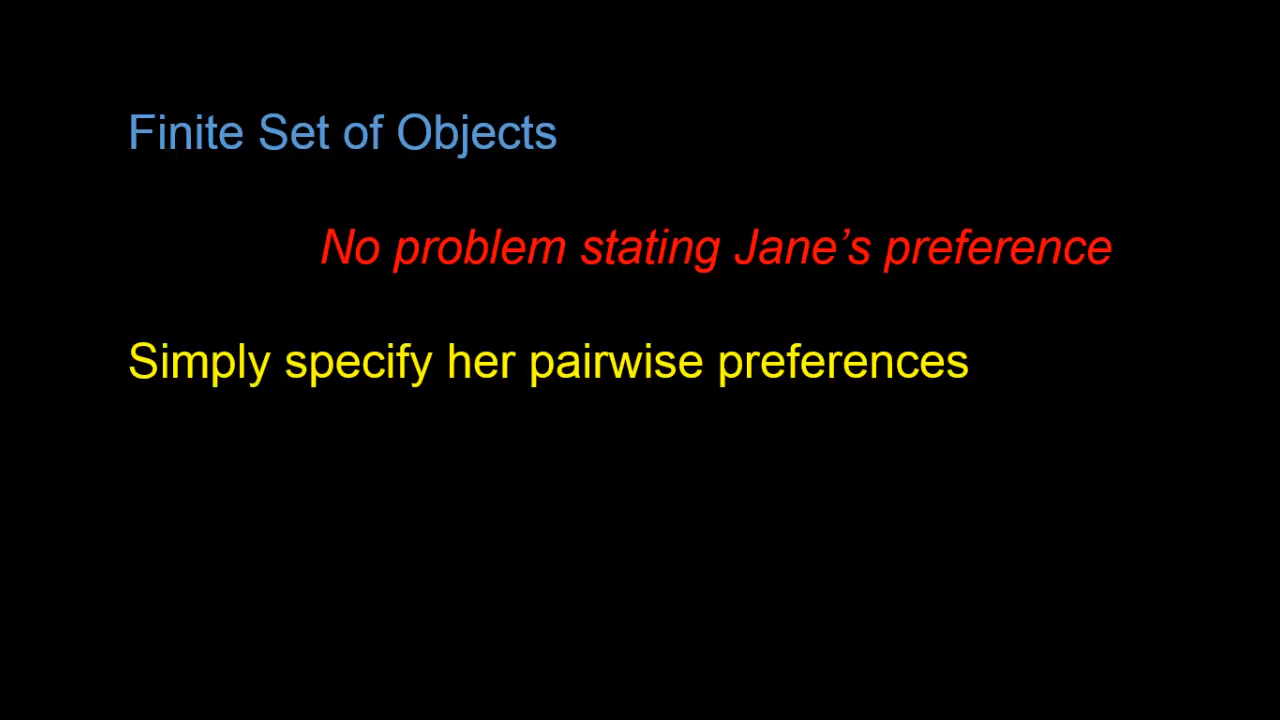 Finite Set of Objects
No problem stating Jane’s preference
Simply specify her pairwise preferences